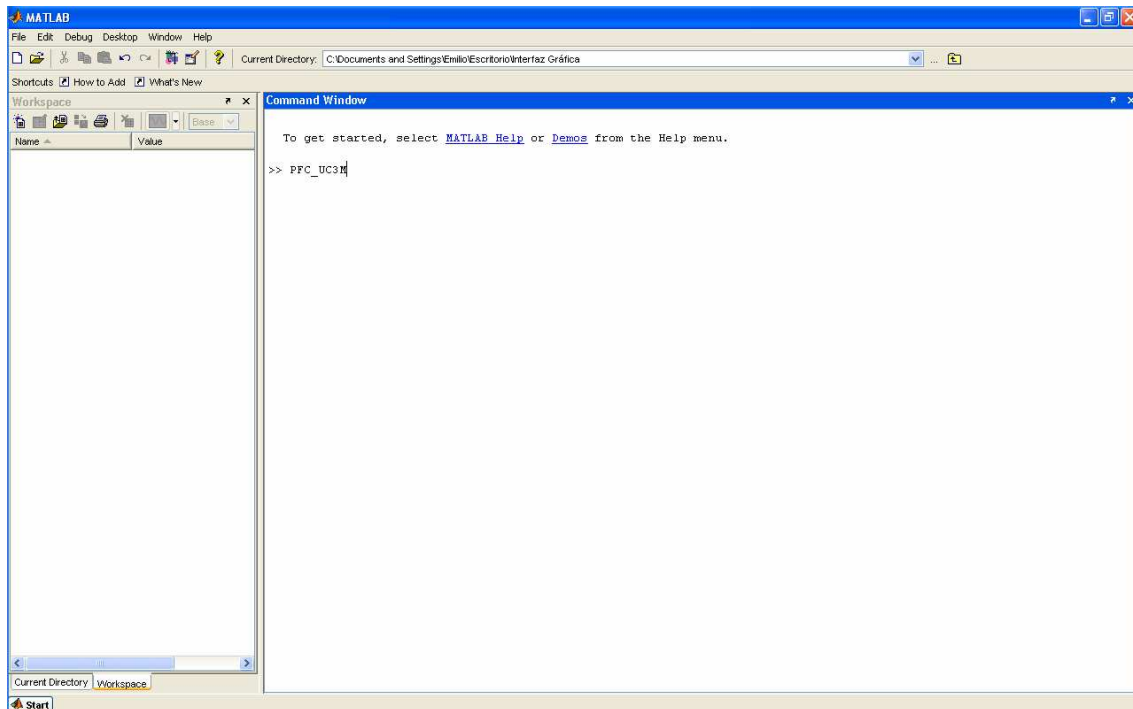 MATLAB
File Edit Debug Desktop Window Help
Current Directory: C:\Documents and Settings\Emilio\Escritorio\Interfaz Gráfica ...
Shortcuts How to Add What's New
Workspace
Base
Name Value
Command Window
To get started, select MATLAB Help or Demos from the Help menu.
>> PFC_UC3M
Current Directory Workspace
Start